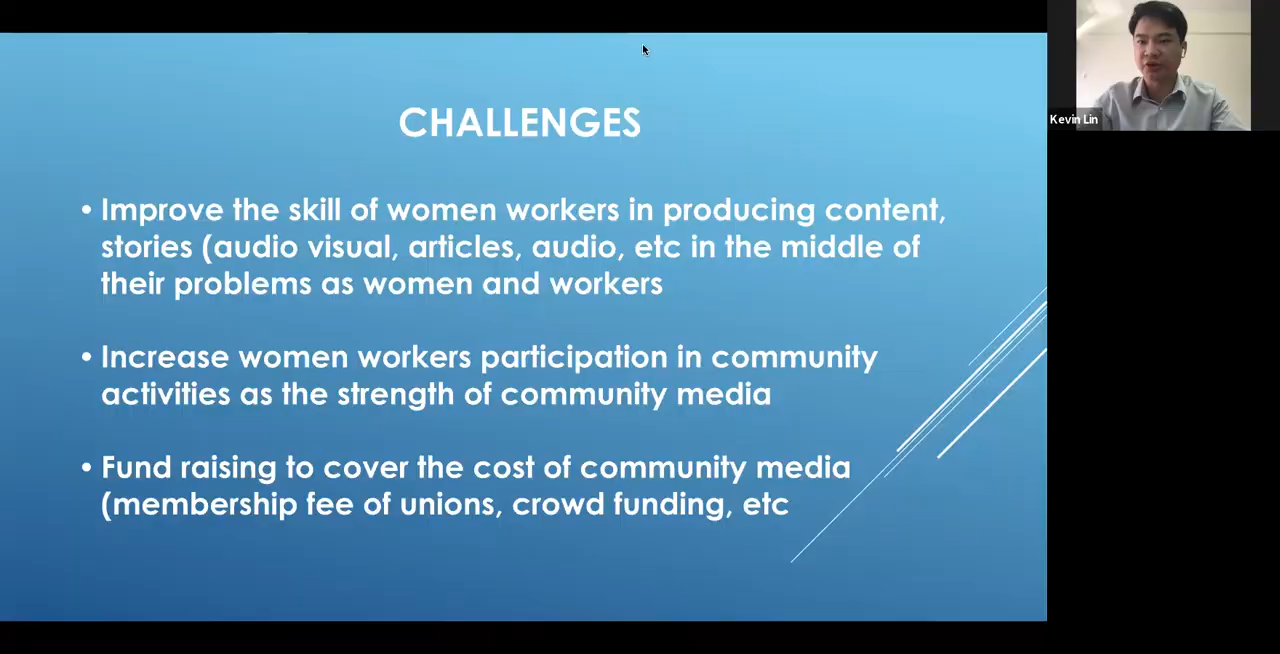 CHALLENGES
• Improve the skill of women workers in producing content,
stories (audio visual, articles, audio, etc in the middle of
their problems as women and workers
• Increase women workers participation in community
activities as the strength of community media
• Fund raising to cover the cost of community media
(membership fee of unions, crowd funding, etc
Kevin Lin